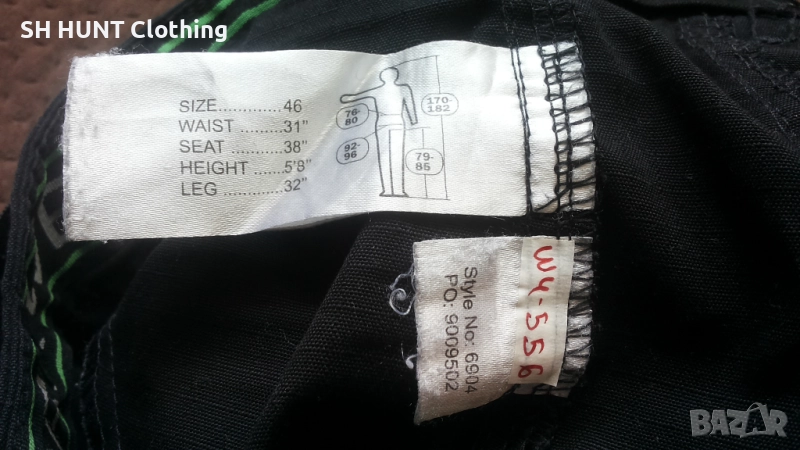 SH HUNT Clothing
SIZE.............46
WAIST .........31"
SEAT ...........38"
HEIGHT ....5'8"
LEG .............32"
170-
182
76-
80
92-
96
79-
86
Style No: 6904
PO: 9009502
W4-556
BAZAR